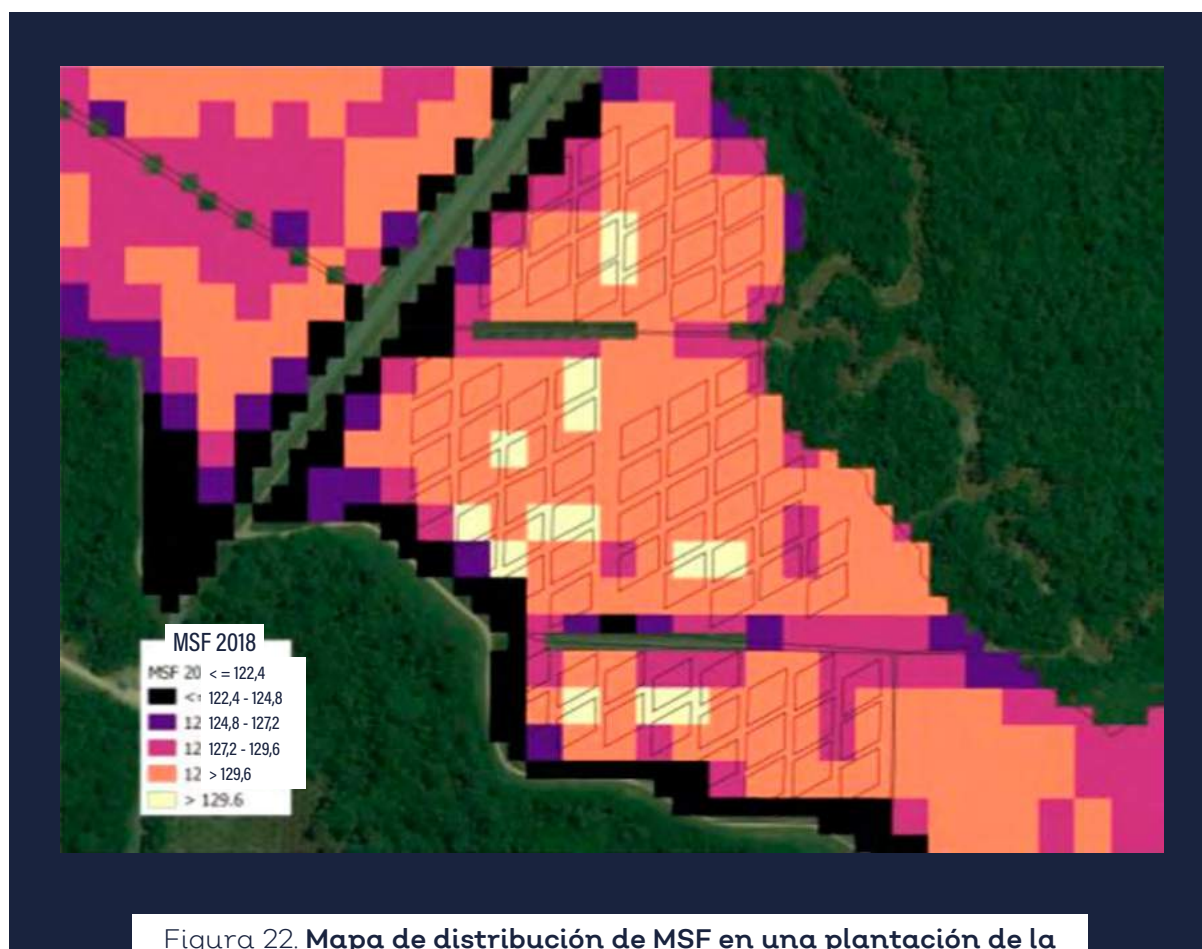 MSF 2018
MSF 20 < = 122,4
<= 122,4 - 124,8
12 124,8 - 127,2
12 127,2 - 129,6
12 > 129,6
> 129.6
Figura 22. Mapa de distribución de MSF en una plantación de la